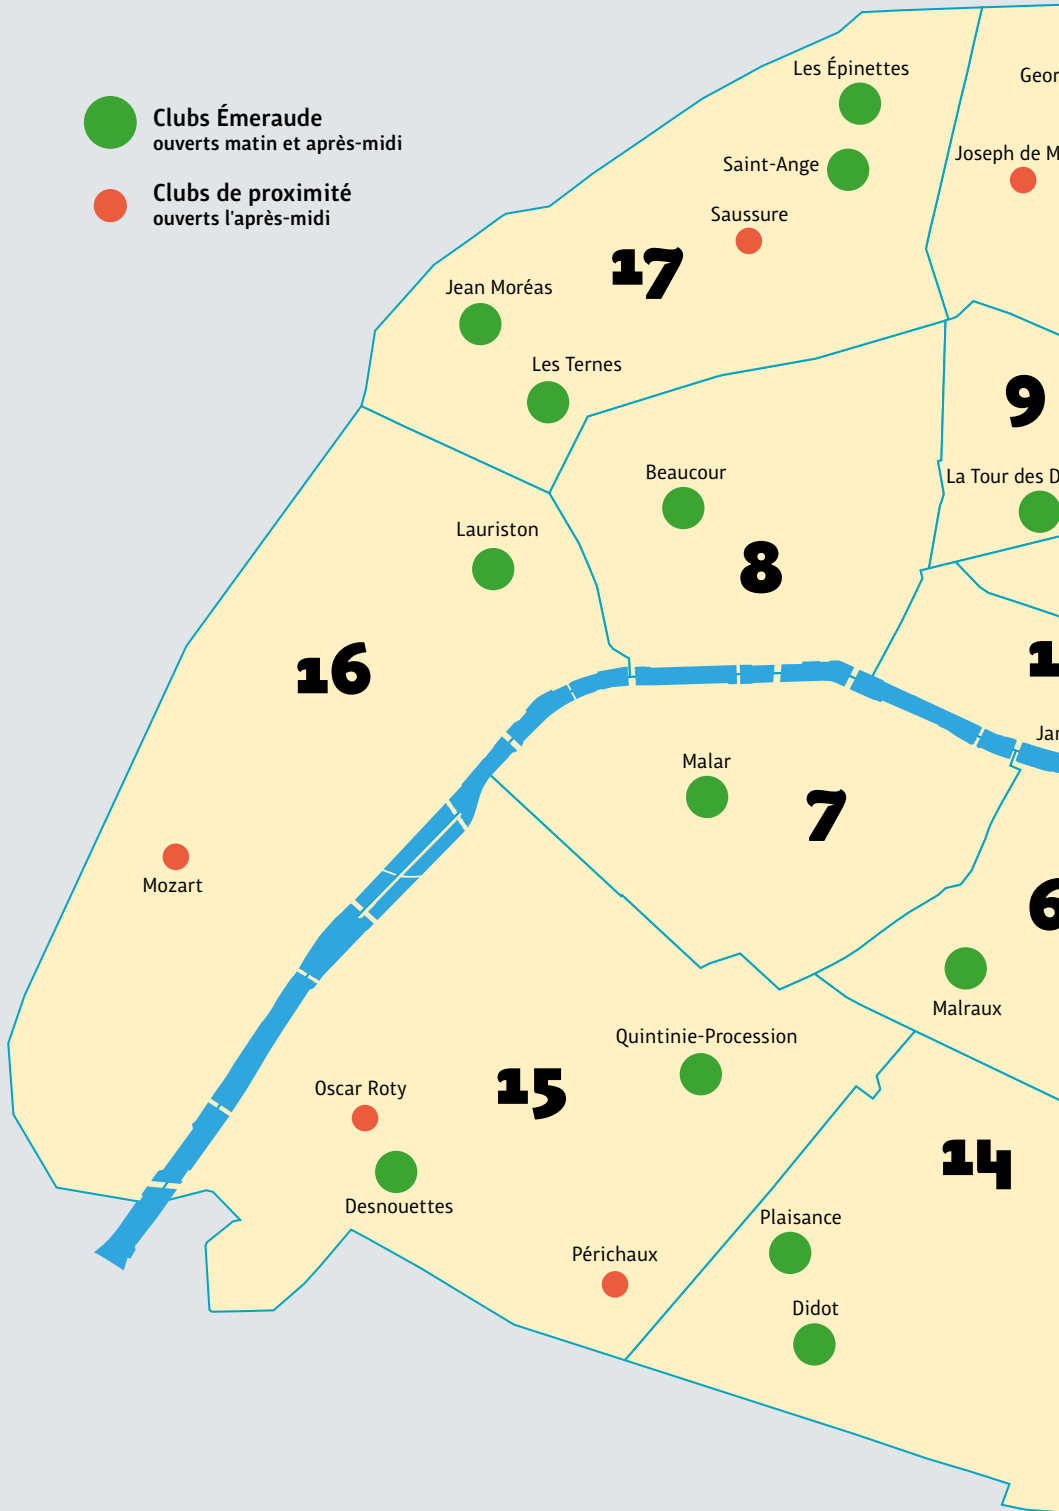 Clubs Émeraude
ouverts matin et après-midi
Clubs de proximité
ouverts l'après-midi
Les Épinettes
Saint-Ange
Saussure
17
Jean Moréas
Les Ternes
Joseph de M
9
La Tour des D
Beaucour
8
Lauriston
16
Mozart
Malar
7
6
Malraux
Quintinie-Procession
15
Oscar Roty
Desnouettes
Périchaux
14
Plaisance
Didot